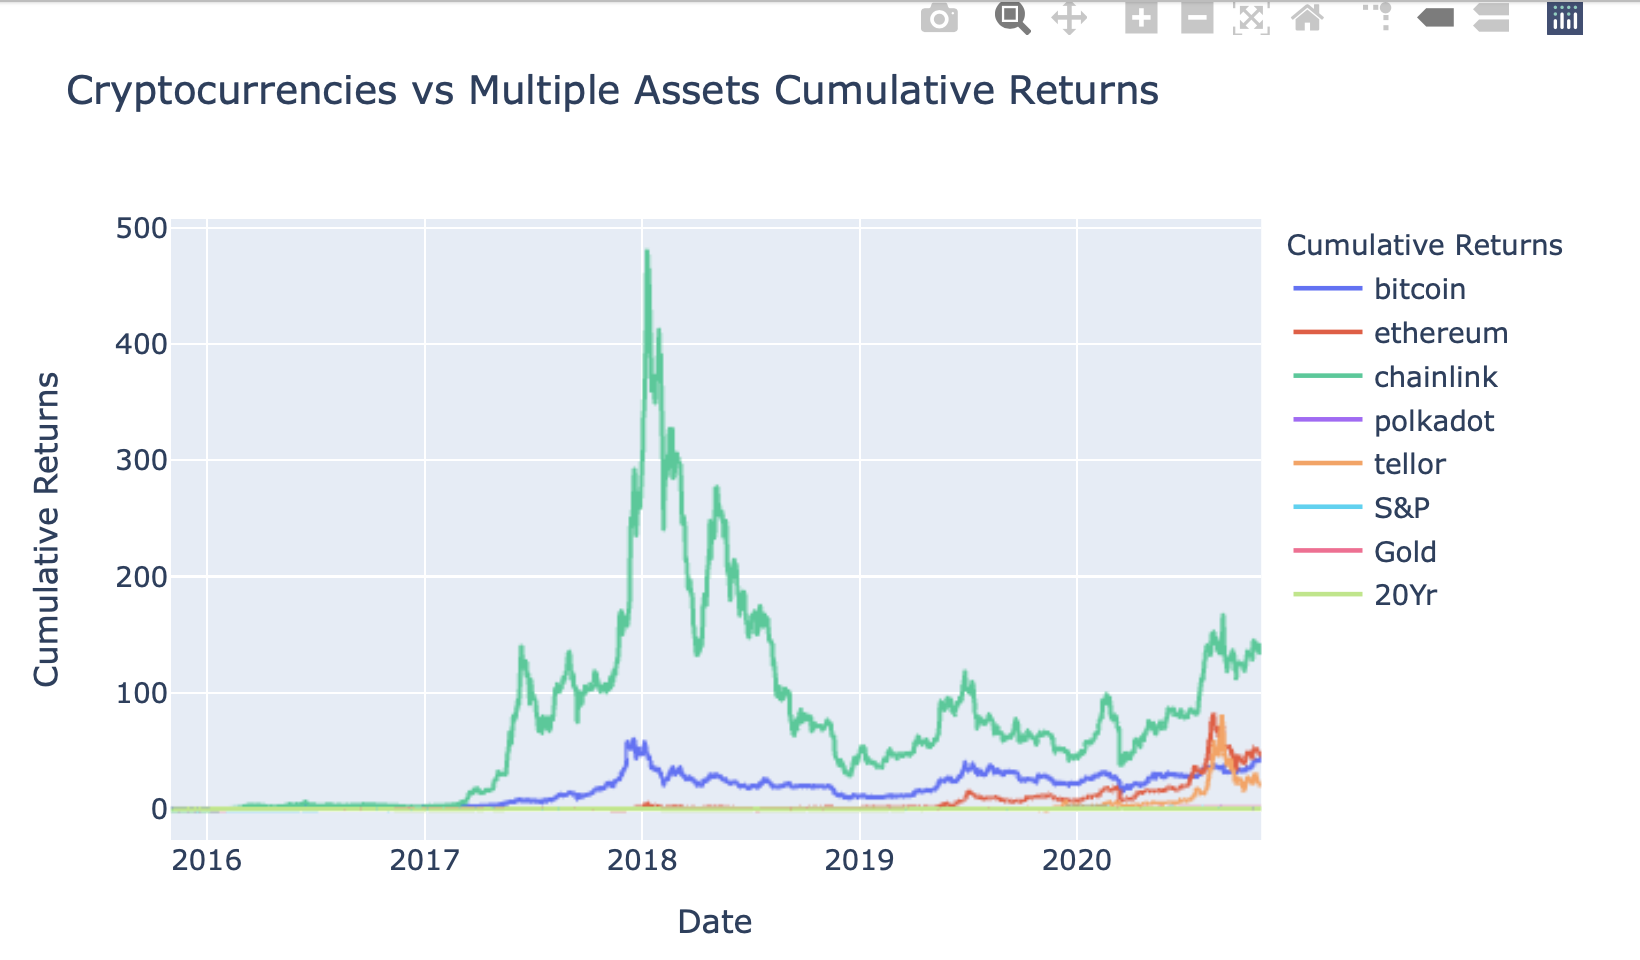 Cryptocurrencies vs Multiple Assets Cumulative Returns
500
400
300
200
100
0
Cumulative Returns
2016 2017 2018 2019 2020
Date
Cumulative Returns
bitcoin
ethereum
chainlink
polkadot
tellor
S&P
Gold
20Yr